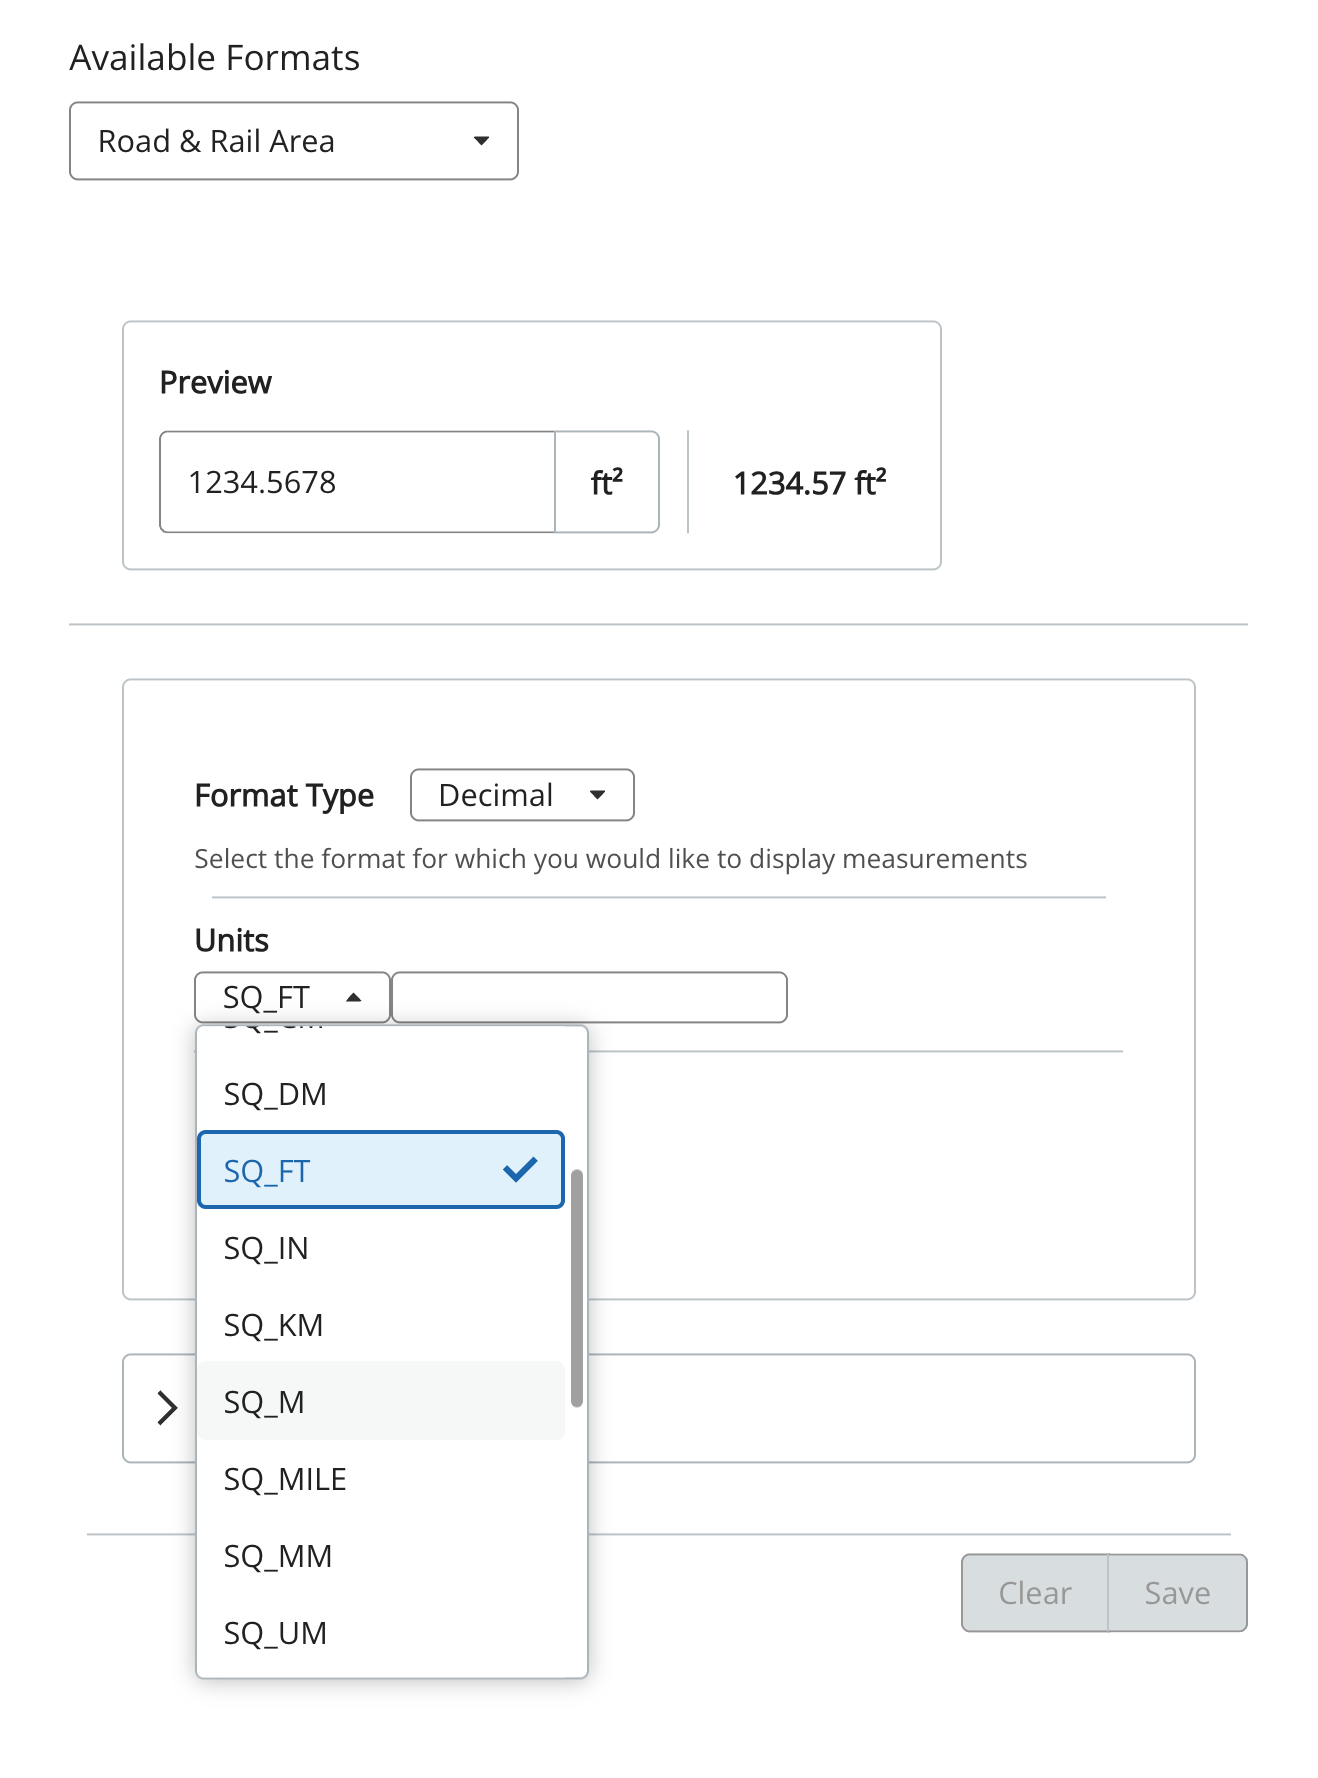 Available Formats
Road & Rail Area
Preview
1234.5678 ft² 1234.57 ft²
Format Type Decimal
Select the format for which you would like to display measurements
Units
SQ_FT
SQ_DM
SQ_FT
SQ_IN
SQ_KM
SQ_M
SQ_MILE
SQ_MM
SQ_UM
Clear Save